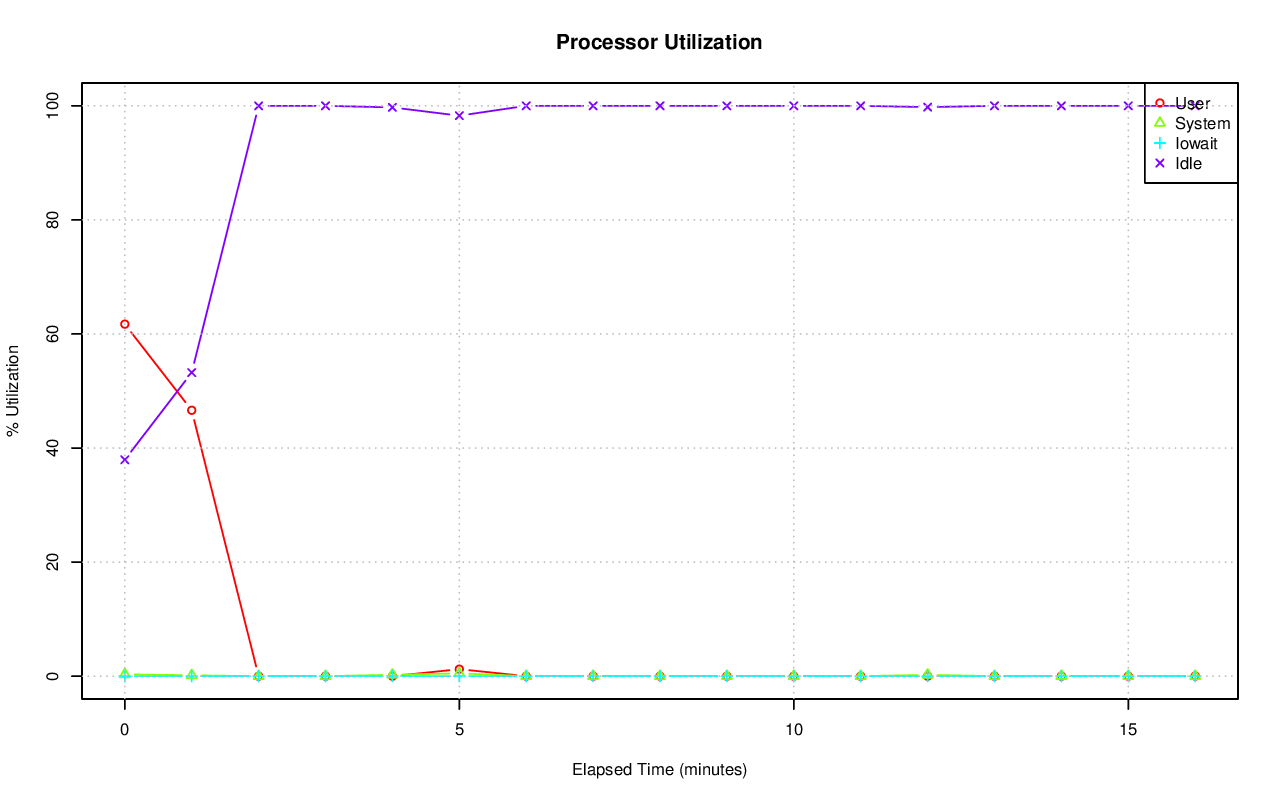 Processor Utilization
% Utilization
100
80
60
40
20
0
User
System
Iowait
Idle
0 5 10 15
Elapsed Time (minutes)